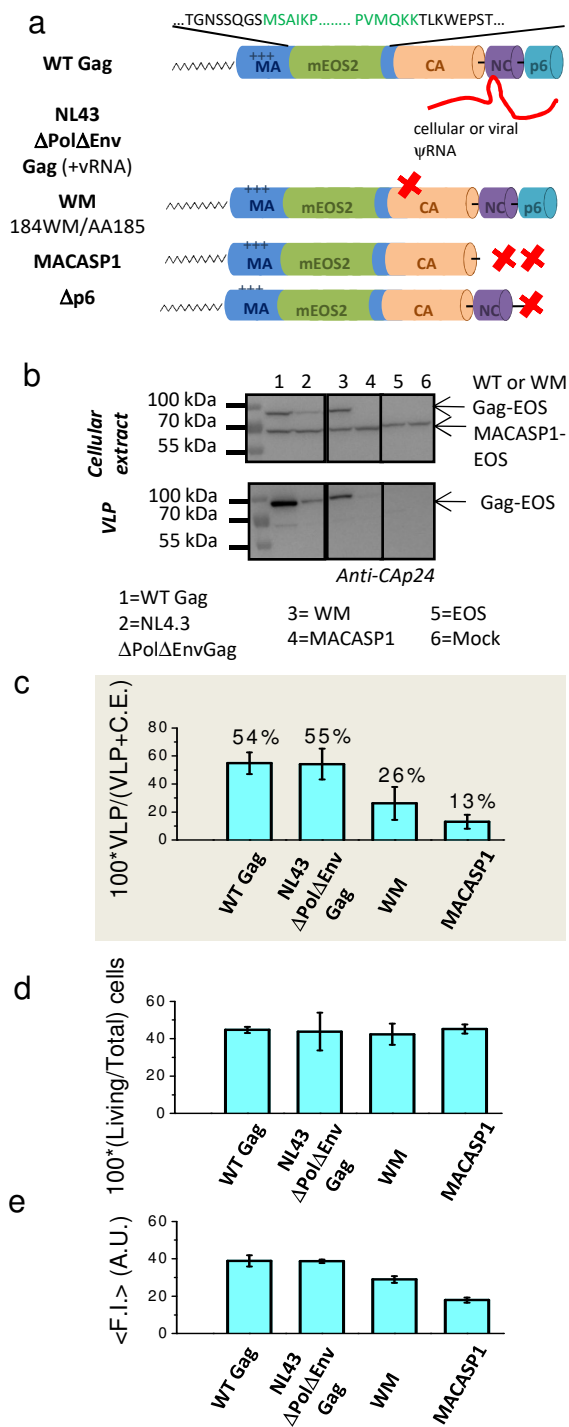 a
...TGNSSQGSMSAIKP........ PVMQKKTLKWEPST...
WT Gag
+++
MA
mEOS2
CA
NC
p6
NL43
ΔPolΔEnv
Gag (+vRNA)
cellular or viral
ψRNA
WM
184WM/AA185
+++
MA
mEOS2
CA
NC
p6
MACASP1
+++
MA
mEOS2
CA
Δp6
+++
MA
mEOS2
CA
NC
b
1 2 3 4 5 6
WT or WM
Gag-EOS
MACASP1-
EOS
Cellular
extract
100 kDa
70 kDa
55 kDa
VLP
100 kDa
70 kDa
55 kDa
Gag-EOS
Anti-CAp24
1=WT Gag
2=NL4.3
ΔPolΔEnvGag
3= WM
4=MACASP1
5=EOS
6=Mock
c
100*VLP/(VLP+C.E.)
80
60
40
20
0
54%
55%
26%
13%
WT Gag
NL43
ΔPolΔEnv
Gag
WM
MACASP1
d
100*(Living/Total) cells
60
40
20
0
WT Gag
NL43
ΔPolΔEnv
Gag
WM
MACASP1
e
<F.I.> (A.U.)
60
40
20
0
WT Gag
NL43
ΔPolΔEnv
Gag
WM
MACASP1